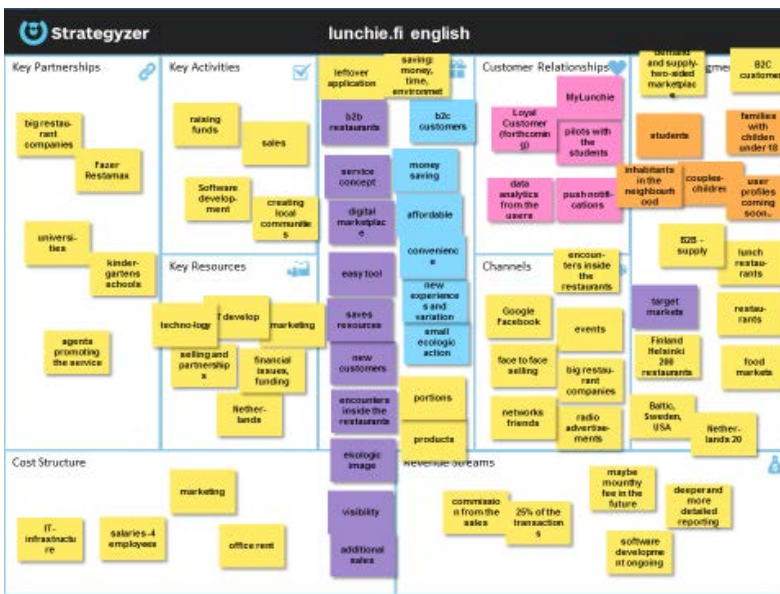 Strategyzer
lunchie.fi english
Key Partnerships
big restau-
rant
companies
Fazer
Restamax
universi-
ties
kinder-
gartens
schools
agents
promoting
the service
Key Activities
raising
funds
sales
Software
develop-
ment
creating
local
communitie
s
Key Resources
techno-logy
develop
marketing
selling and
partnership
s
financial
issues,
funding
Nether-
lands
leftover
application
saving:
money,
time,
environmet
b2b
restaurants
b2c
customers
service
concept
money
saving
digital
marketplac
e
affordable
easy tool
convenienc
e
saves
resources
new
experience
s and
variation
new
customers
small
ecologic
action
encounters
inside the
restaurants
portions
ekologic
image
products
visibility
additional
sales
Customer Relationships
MyLunchie
Loyal
Customer
(forthcomin
g)
pilots with
the
students
data
analytics
from the
users
push notifi-
cations
Channels
encoun-
ters inside
the
restaurants
Google
Facebook
events
face to face
selling
big restau-
rant
companies
networks
friends
radio
advertise-
ments
demand
and supply-
two-sided
marketplac
e
B2C
custome
students
families
with
childen
under 18
inhabitants
in the
neighbourh
ood
couples-
children
user
profiles
coming
soon..
B2B -
supply
lunch
restau-
rants
target
markets
restau-
rants
Finland
Helsinki
200
restaurants
food
markets
Baltic,
Sweden,
USA
Nether-
lands 20
Cost Structure
IT-
infrastructu
re
salaries-4
employees
marketing
office rent
Revenue Streams
commissio
n from the
sales
25% of the
transaction
s
maybe
mounthy
fee in the
future
deeper and
more
detailed
reporting
software
developme
nt ongoing